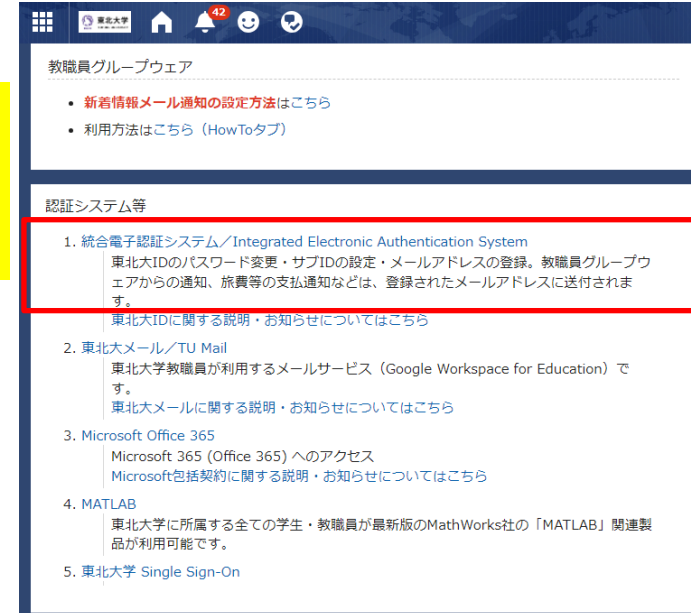 東北大学
42
教職員グループウェア
新着情報メール通知の設定方法はこちら
利用方法はこちら（HowToタブ）
認証システム等
1. 統合電子認証システム／Integrated Electronic Authentication System
東北大IDのパスワード変更・サブIDの設定・メールアドレスの登録。教職員グループウ
ェアからの通知、旅費等の支払通知などは、登録されたメールアドレスに送付されま
す。
東北大IDに関する説明・お知らせについてはこちら
2. 東北大メール／TU Mail
東北大学教職員が利用するメールサービス（Google Workspace for Education）で
す。
東北大メールに関する説明・お知らせについてはこちら
3. Microsoft Office 365
Microsoft 365 (Office 365) へのアクセス
Microsoft包括契約に関する説明・お知らせについてはこちら
4. MATLAB
東北大学に所属する全ての学生・教職員が最新版のMathWorks社の「MATLAB」関連製
品が利用可能です。
5. 東北大学 Single Sign-On